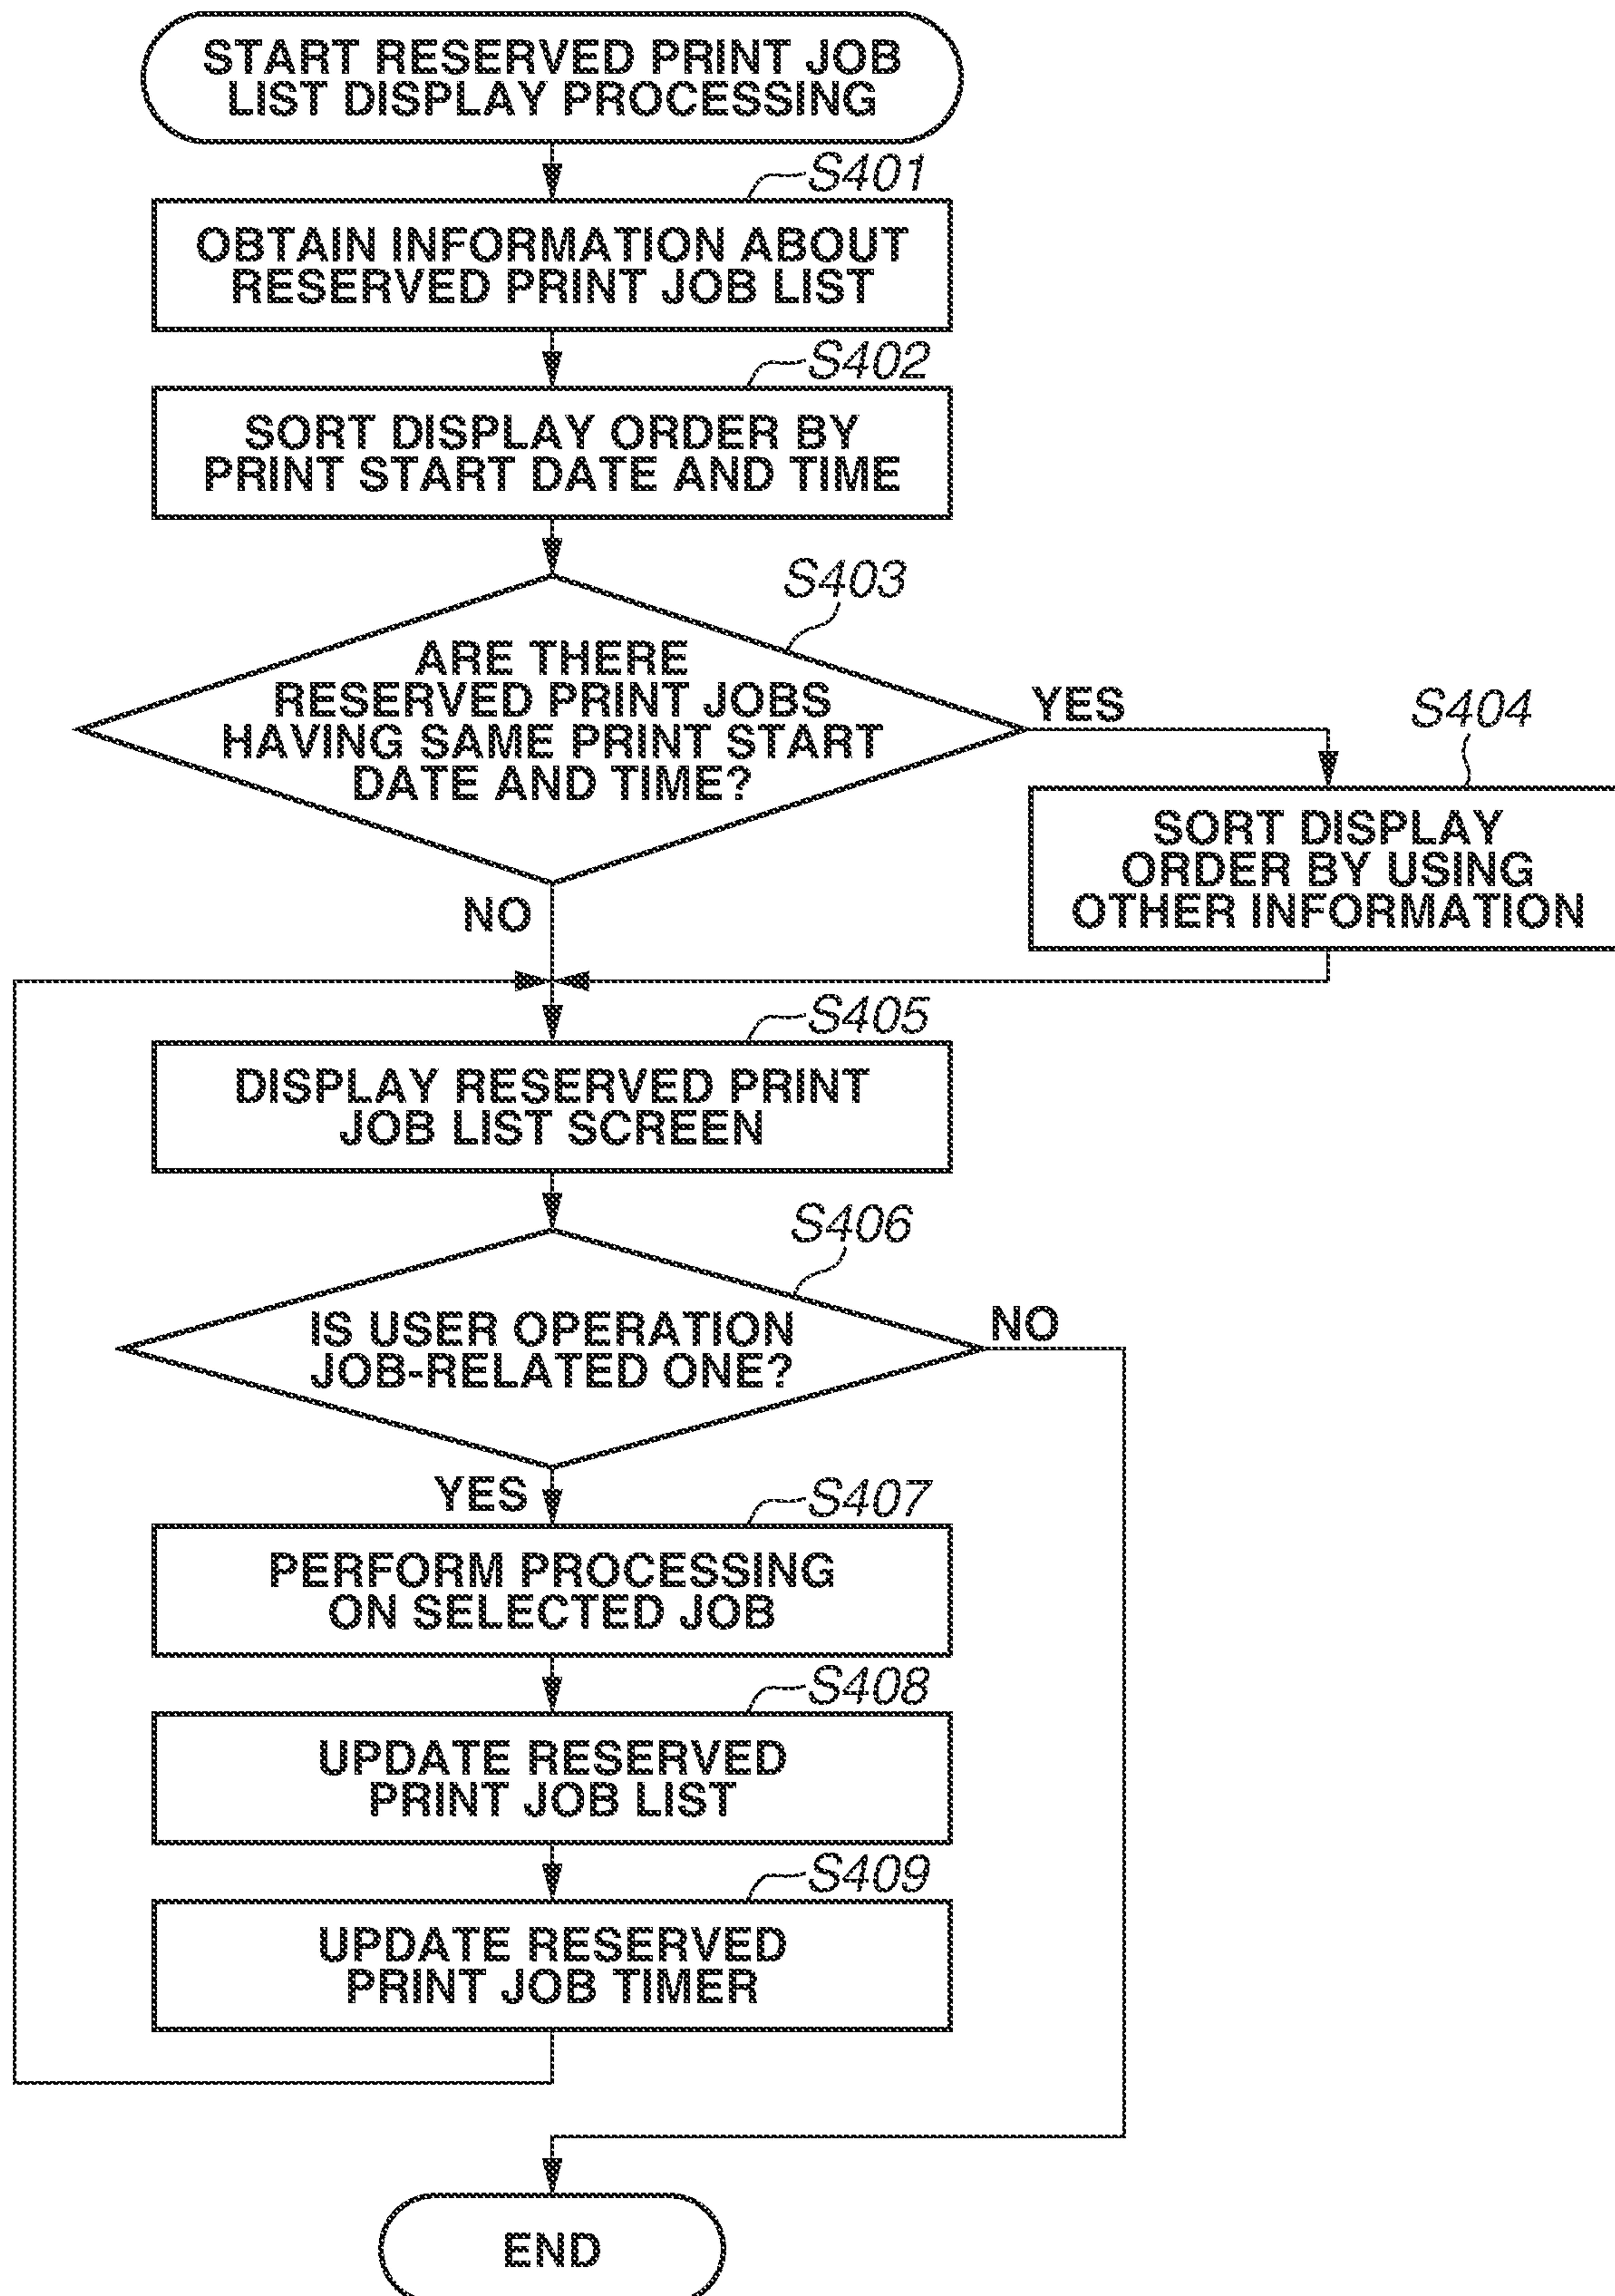 START RESERVED PRINT JOB
LIST DISPLAY PROCESSING
S401
OBTAIN INFORMATION ABOUT
RESERVED PRINT JOB LIST
S402
SORT DISPLAY ORDER BY
PRINT START DATE AND TIME
S403
ARE THERE
RESERVED PRINT JOBS
HAVING SAME PRINT START
DATE AND TIME?
YES
S404
SORT DISPLAY
ORDER BY USING
OTHER INFORMATION
NO
S405
DISPLAY RESERVED PRINT
JOB LIST SCREEN
S406
IS USER OPERATION
JOB-RELATED ONE?
NO
YES
S407
PERFORM PROCESSING
ON SELECTED JOB
S408
UPDATE RESERVED
PRINT JOB LIST
S409
UPDATE RESERVED
PRINT JOB TIMER
END